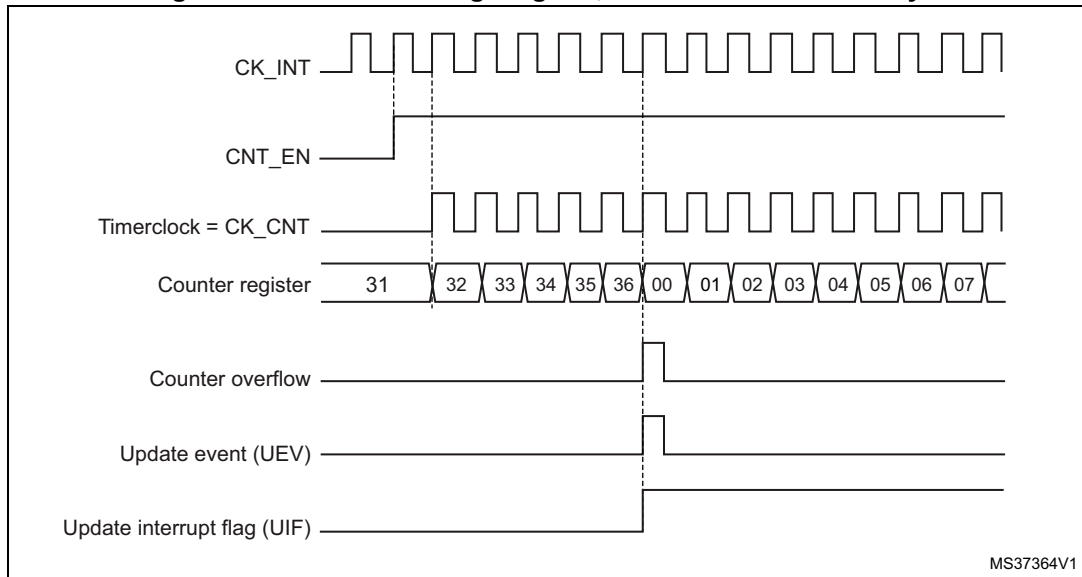 CK_INT
CNT_EN
Timerclock = CK_CNT
Counter register 31 32 33 34 35 36 00 01 02 03 04 05 06 07
Counter overflow
Update event (UEV)
Update interrupt flag (UIF)
MS37364V1